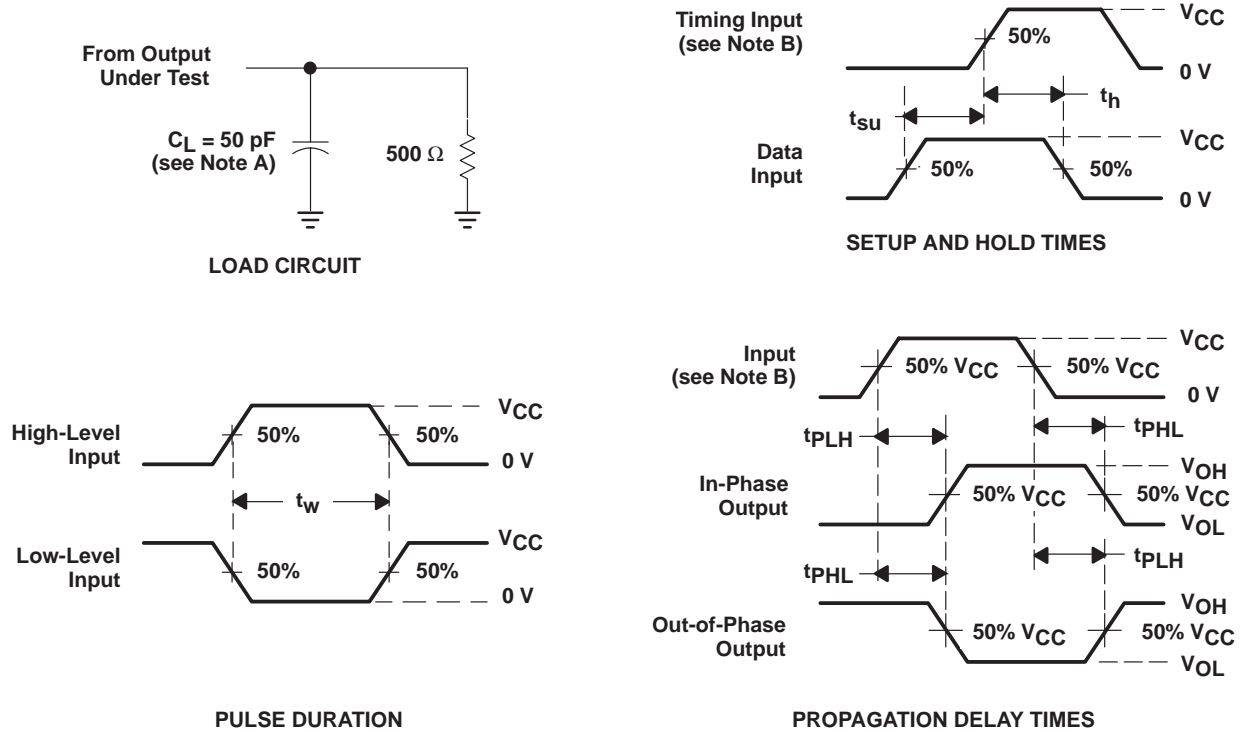 From Output
Under Test
CL = 50 pF
(see Note A)
500 Ω
LOAD CIRCUIT
Timing Input
(see Note B)
50%
VCC
0 V
th
tsu
Data
Input
50%
50%
VCC
0 V
SETUP AND HOLD TIMES
High-Level
Input
50%
50%
VCC
0 V
tw
Low-Level
Input
50%
50%
VCC
0 V
PULSE DURATION
Input
(see Note B)
50% VCC
50% VCC
VCC
0 V
tPLH
tPHL
In-Phase
Output
50% VCC
VOH
50% VCC
VOL
tPHL
tPLH
Out-of-Phase
Output
50% VCC
VOH
50% VCC
VOL
PROPAGATION DELAY TIMES